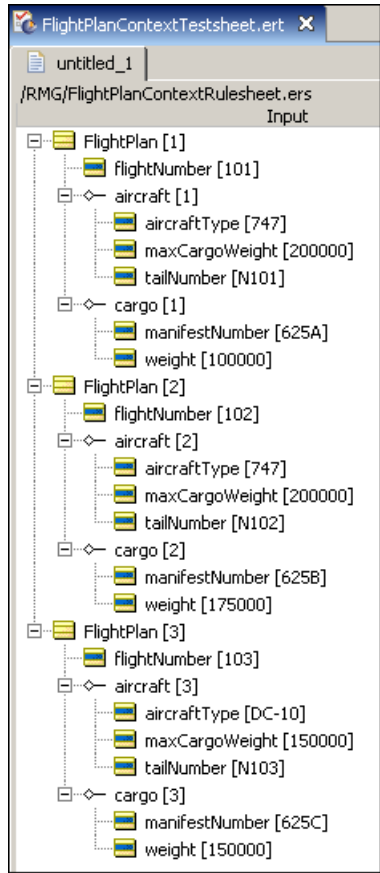 FlightPlanContextTestsheet.ert
untitled_1
/RMG/FlightPlanContextRulesheet.ers
Input
FlightPlan [1]
flightNumber [101]
aircraft [1]
aircraftType [747]
maxCargoWeight [200000]
tailNumber [N101]
cargo [1]
manifestNumber [625A]
weight [100000]
FlightPlan [2]
flightNumber [102]
aircraft [2]
aircraftType [747]
maxCargoWeight [200000]
tailNumber [N102]
cargo [2]
manifestNumber [625B]
weight [175000]
FlightPlan [3]
flightNumber [103]
aircraft [3]
aircraftType [DC-10]
maxCargoWeight [150000]
tailNumber [N103]
cargo [3]
manifestNumber [625C]
weight [150000]